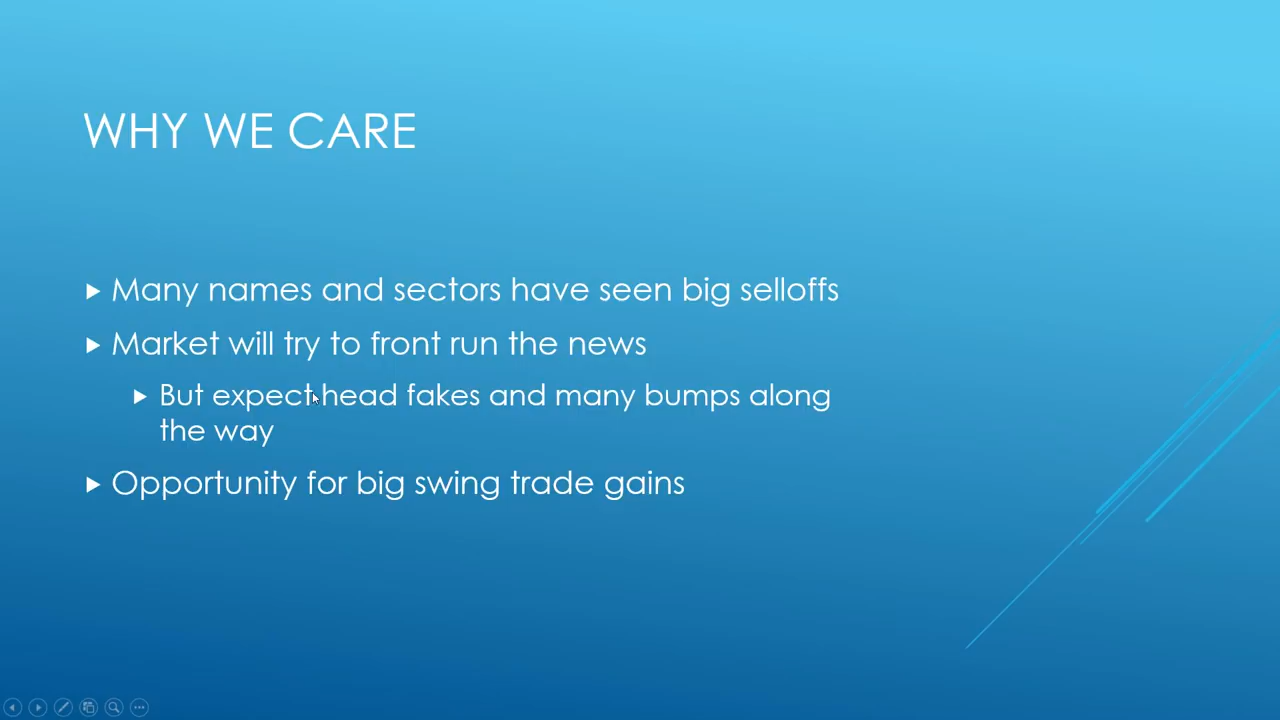 WHY WE CARE
Many names and sectors have seen big selloffs
Market will try to front run the news
But expect head fakes and many bumps along
the way
Opportunity for big swing trade gains